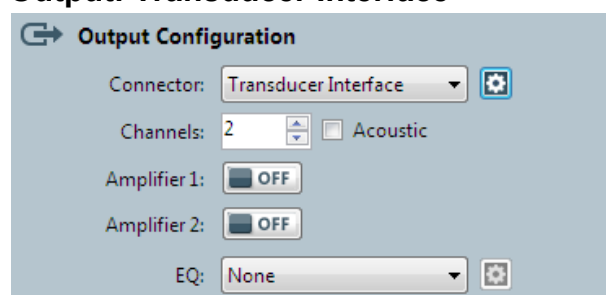 Output: Transducer Interface
Output Configuration
Connector: Transducer Interface
Channels: 2 Acoustic
Amplifier 1: OFF
Amplifier 2: OFF
EQ: None